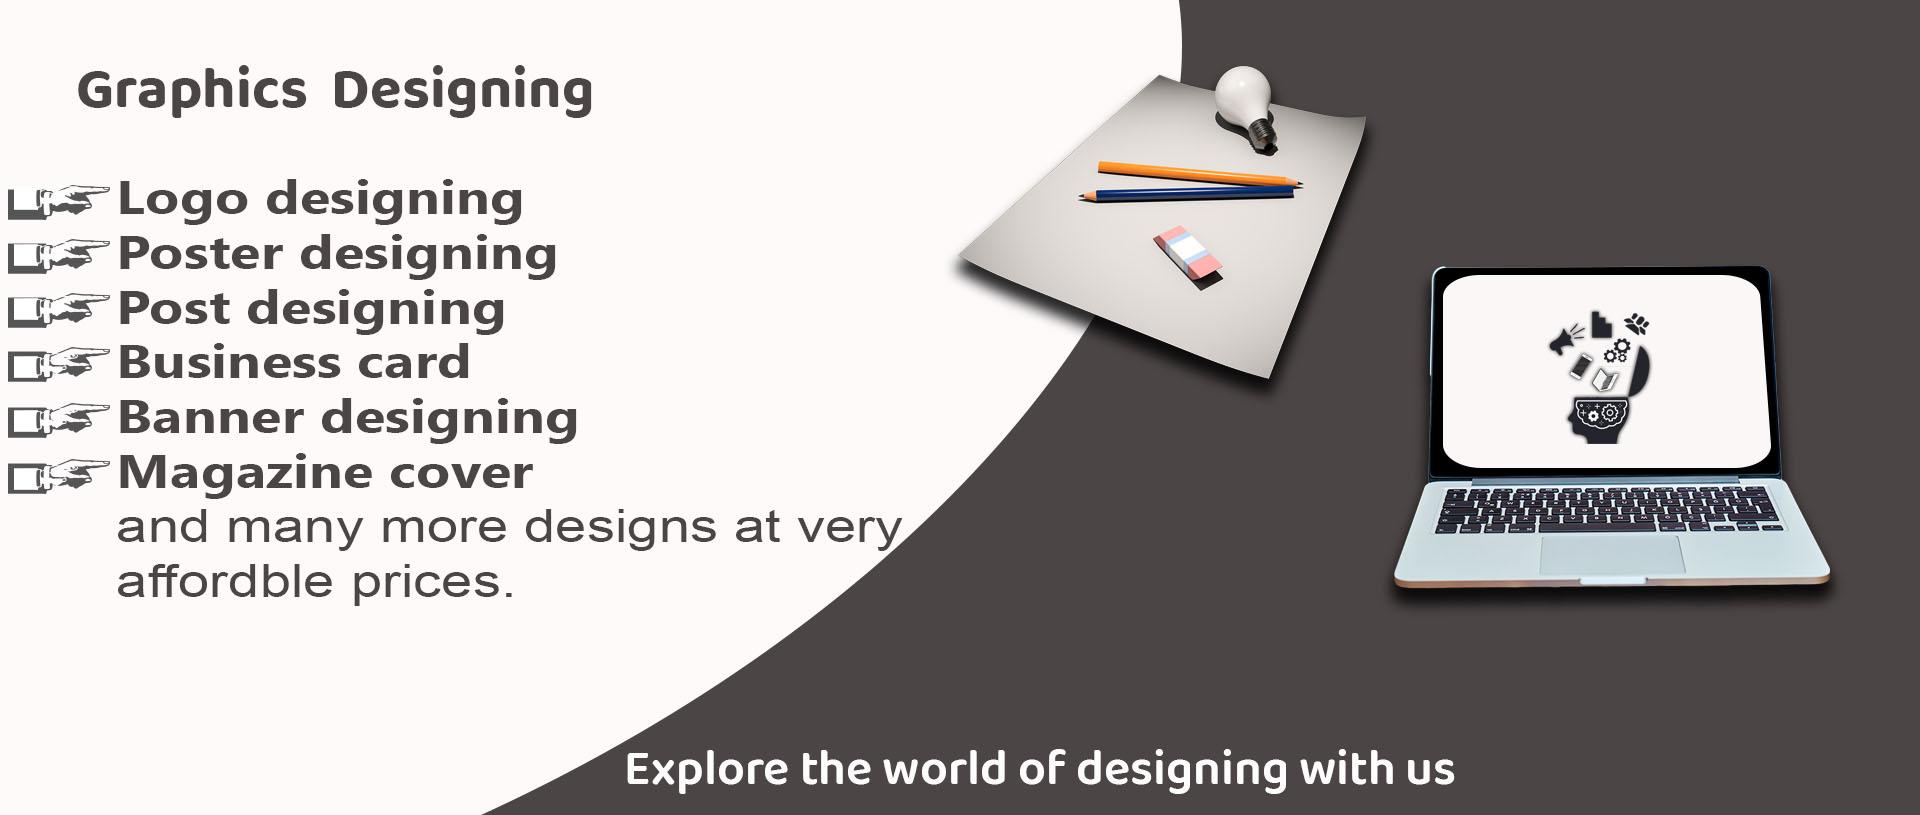 Graphics Designing
Logo designing
Poster designing
Post designing
Business card
Banner designing
Magazine cover
and many more designs at very
affordble prices.
Explore the world of designing with us